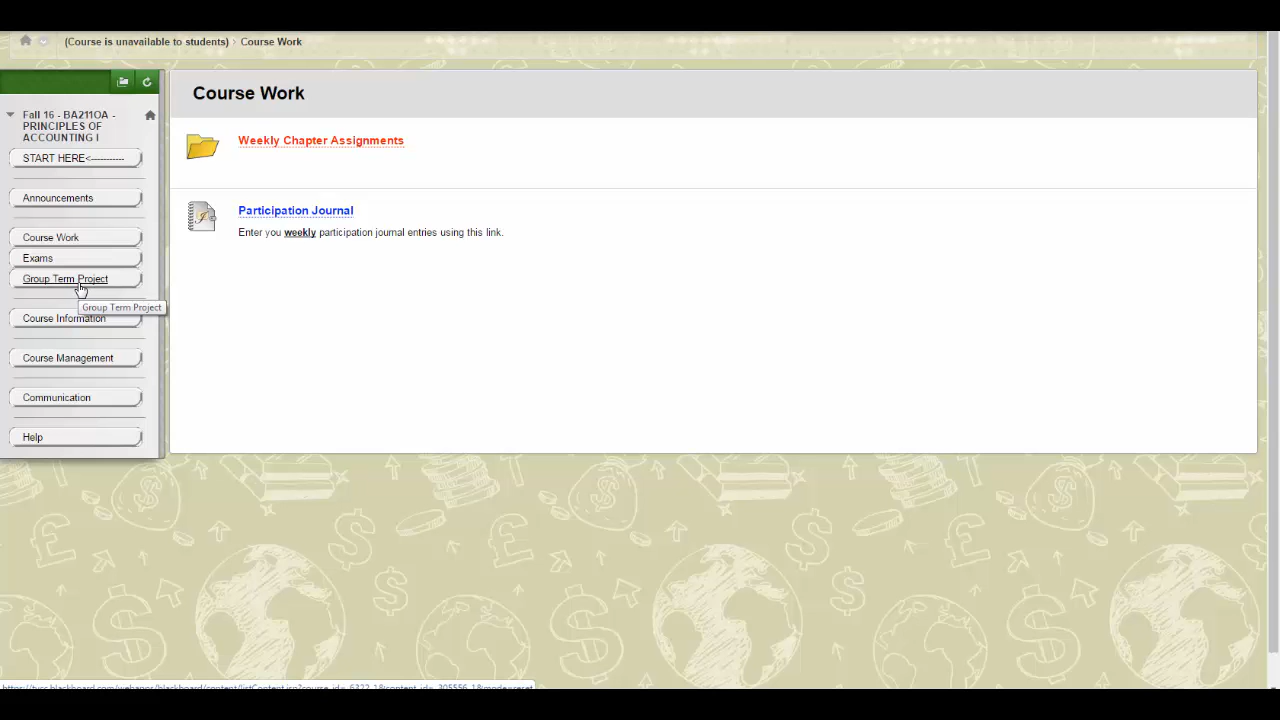 (Course is unavailable to students) > Course Work
Fall 16 - BA211OA -
PRINCIPLES OF
ACCOUNTING I
START HERE<-----------
Announcements
Course Work
Exams
Group Term Project
Group Term Project
Course Information
Course Management
Communication
Help
Course Work
Weekly Chapter Assignments
Participation Journal
Enter you weekly participation journal entries using this link.